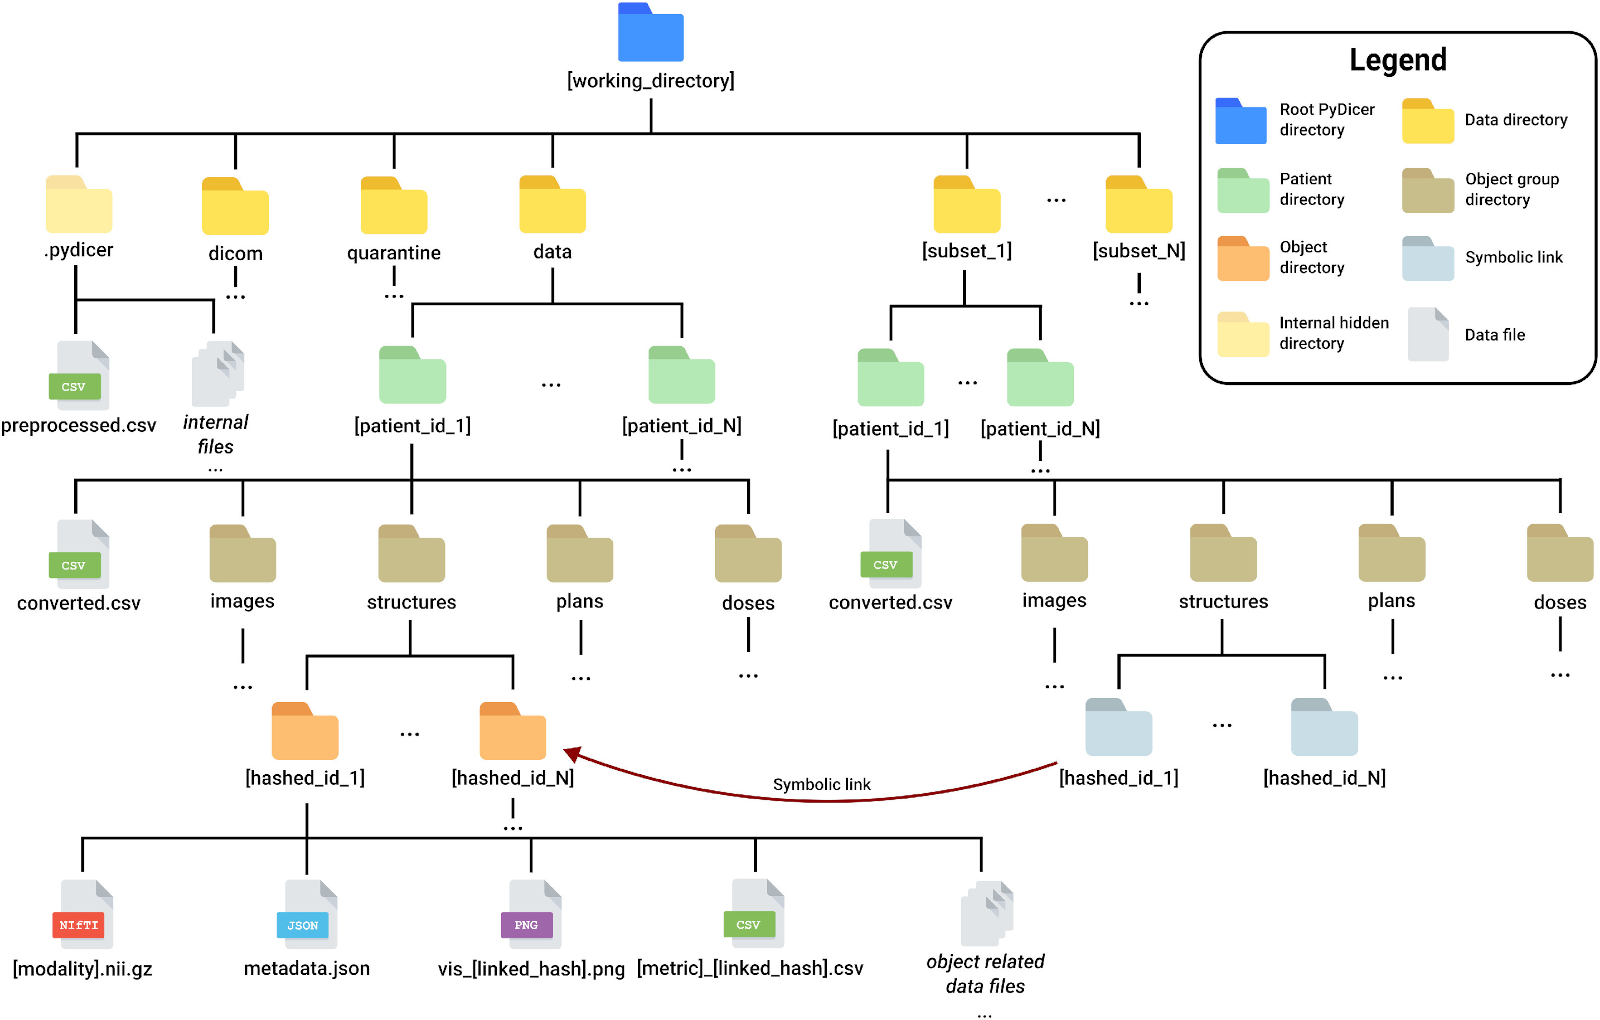 [working_directory]
Legend
Root PyDicer
directory
Data directory
Patient
directory
Object group
directory
Object
directory
Symbolic link
Internal hidden
directory
Data file
.pydicer
dicom
quarantine
data
[subset_1]
...
[subset_N]
...
...
...
CSV
preprocessed.csv
internal
files
...
[patient_id_1]
...
[patient_id_N]
...
[patient_id_1]
...
[patient_id_N]
...
CSV
converted.csv
images
structures
plans
doses
CSV
converted.csv
images
structures
plans
doses
...
...
...
...
...
...
[hashed_id_1]
...
[hashed_id_N]
...
Symbolic link
[hashed_id_1]
...
[hashed_id_N]
NIfTI
[modality].nii.gz
JSON
metadata.json
PNG
vis_[linked_hash].png
CSV
[metric]_[linked_hash].csv
object related
data files
...